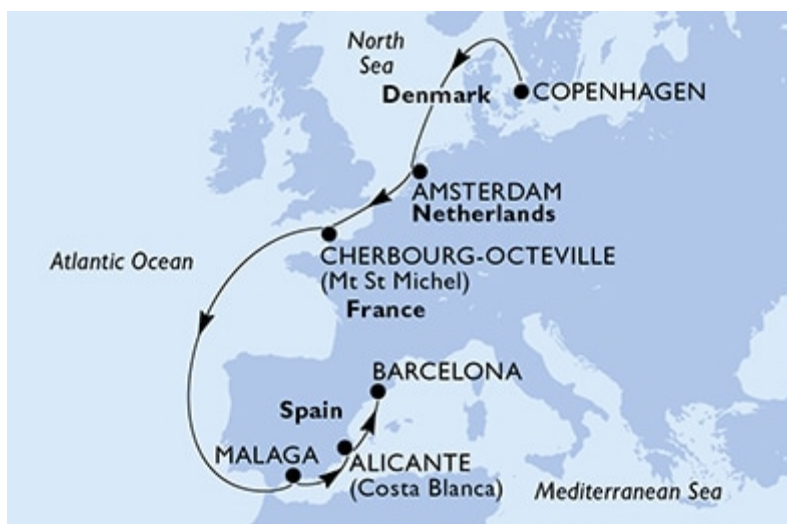 North
Sea
Denmark
COPENHAGEN
AMSTERDAM
Netherlands
Atlantic Ocean
CHERBOURG-OCTEVILLE
(Mt St Michel)
France
BARCELONA
Spain
MALAGA
ALICANTE
(Costa Blanca)
Mediterranean Sea